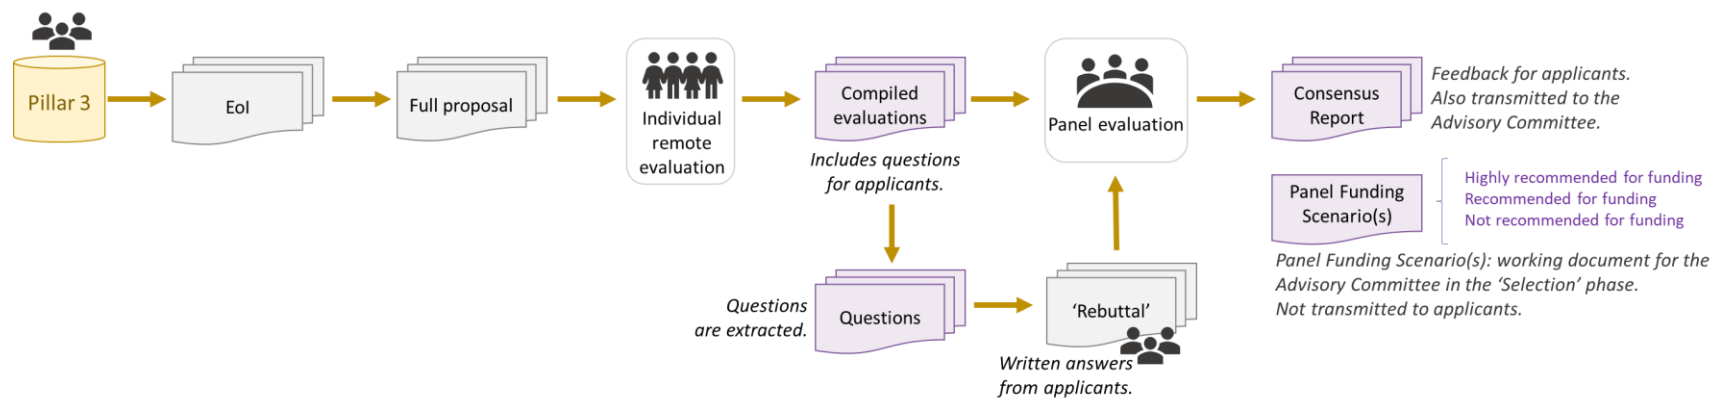 Pillar 3
EoI
Full proposal
Individual
remote
evaluation
Compiled
evaluations
Includes questions
for applicants.
Panel evaluation
Consensus
Report
Feedback for applicants.
Also transmitted to the
Advisory Committee.
Panel Funding
Scenario(s)
Highly recommended for funding
Recommended for funding
Not recommended for funding
Panel Funding Scenario(s): working document for the
Advisory Committee in the ‘Selection’ phase.
Not transmitted to applicants.
Questions
are extracted.
Questions
‘Rebuttal’
Written answers
from applicants.